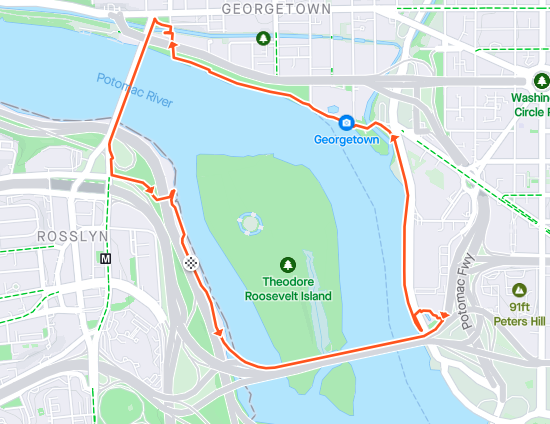 GEORGETOWN
Potomac River
Washin
Circle
Georgetown
ROSSLYN
M
Theodore
Roosevelt Island
Potomac Fwy
91ft
Peters Hill